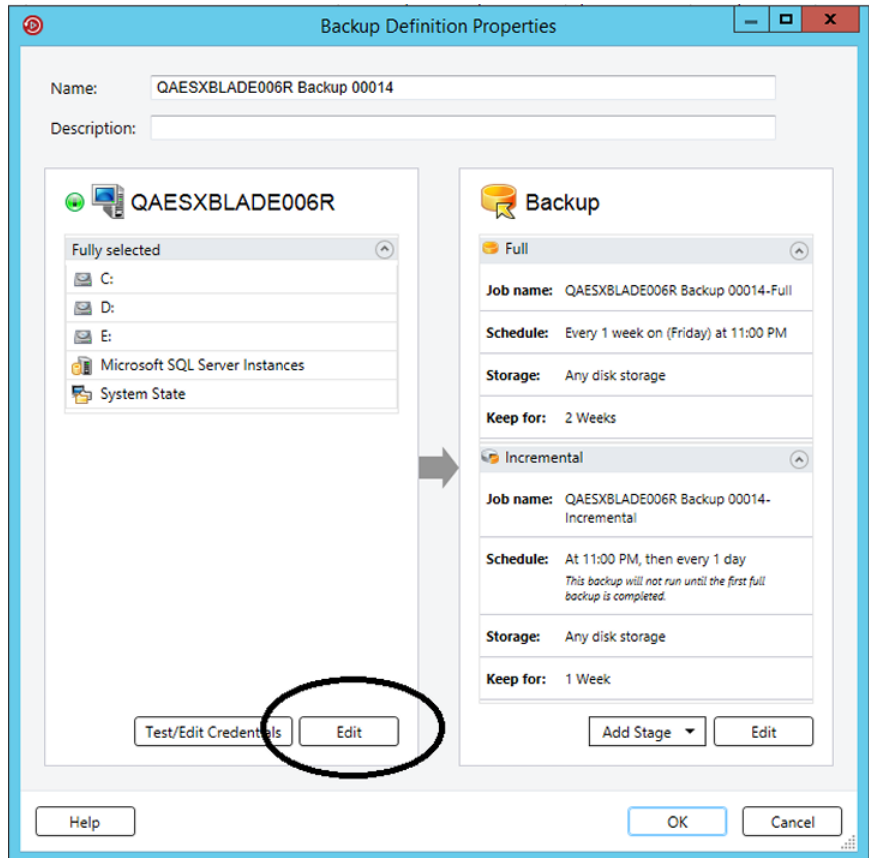 Backup Definition Properties
Name: QAESXBLADE006R Backup 00014
Description:
QAESXBLADE006R
Fully selected
C:
D:
E:
Microsoft SQL Server Instances
System State
Test/Edit Credentials Edit
Backup
Full
Job name: QAESXBLADE006R Backup 00014-Full
Schedule: Every 1 week on (Friday) at 11:00 PM
Storage: Any disk storage
Keep for: 2 Weeks
Incremental
Job name: QAESXBLADE006R Backup 00014-
Incremental
Schedule: At 11:00 PM, then every 1 day
This backup will not run until the first full
backup is completed.
Storage: Any disk storage
Keep for: 1 Week
Add Stage Edit
Help OK Cancel